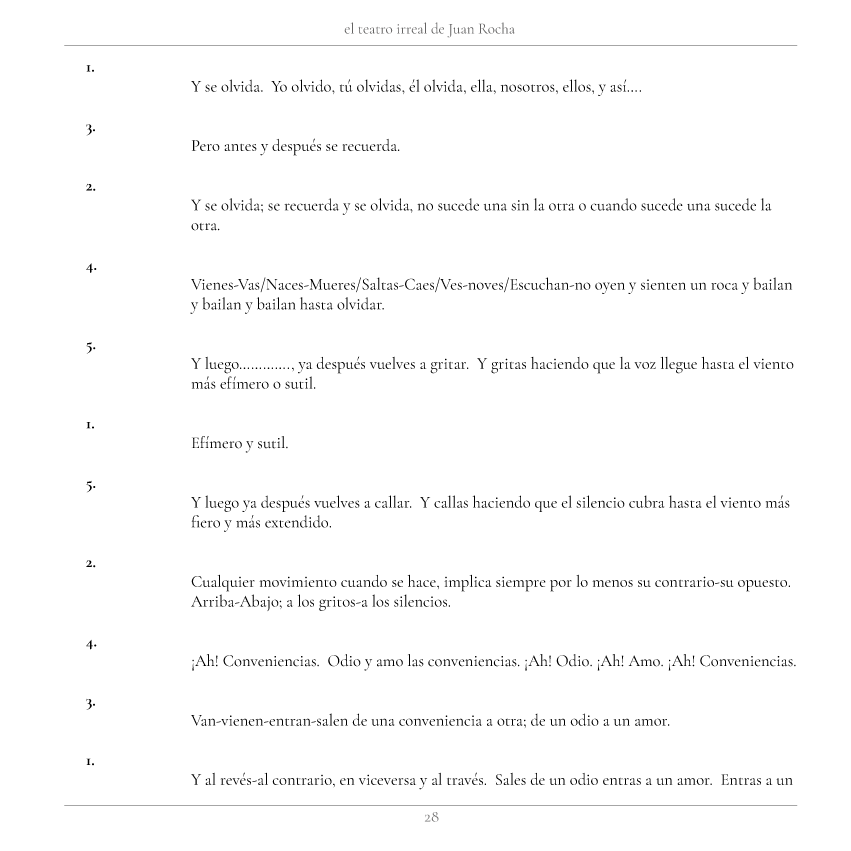 el teatro irreal de Juan Rocha
1.
Y se olvida.  Yo olvido, tú olvidas, él olvida, ella, nosotros, ellos, y así....
3.
Pero antes y después se recuerda.
2.
Y se olvida; se recuerda y se olvida, no sucede una sin la otra o cuando sucede una sucede la
otra.
4.
Vienes-Vas/Naces-Mueres/Saltas-Caes/Ves-noves/Escuchan-no oyen y sienten un roca y bailan
y bailan y bailan hasta olvidar.
5.
Y luego............., ya después vuelves a gritar.  Y gritas haciendo que la voz llegue hasta el viento
más efímero o sutil.
1.
Efímero y sutil.
5.
Y luego ya después vuelves a callar.  Y callas haciendo que el silencio cubra hasta el viento más
fiero y más extendido.
2.
Cualquier movimiento cuando se hace, implica siempre por lo menos su contrario-su opuesto.
Arriba-Abajo; a los gritos-a los silencios.
4.
¡Ah! Conveniencias.  Odio y amo las conveniencias. ¡Ah! Odio. ¡Ah! Amo. ¡Ah! Conveniencias.
3.
Van-vienen-entran-salen de una conveniencia a otra; de un odio a un amor.
1.
Y al revés-al contrario, en viceversa y al través.  Sales de un odio entras a un amor.  Entras a un
28